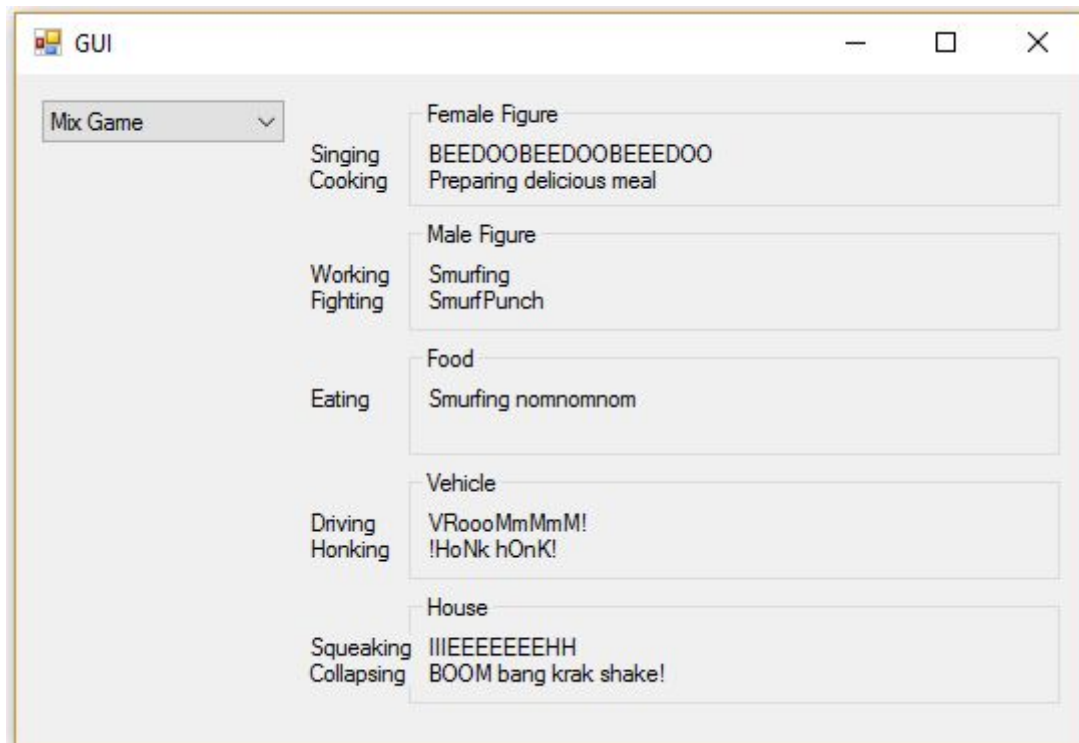 GUI
Mix Game
Female Figure
Singing BEEDOOBEEDOOBEEEDOO
Cooking Preparing delicious meal
Male Figure
Working Smurfing
Fighting SmurfPunch
Food
Eating Smurfing nomnomnom
Vehicle
Driving VRoooMmMmM!
Honking !HoNk hOnK!
House
Squeaking IIIEEEEEEEHH
Collapsing BOOM bang krak shake!